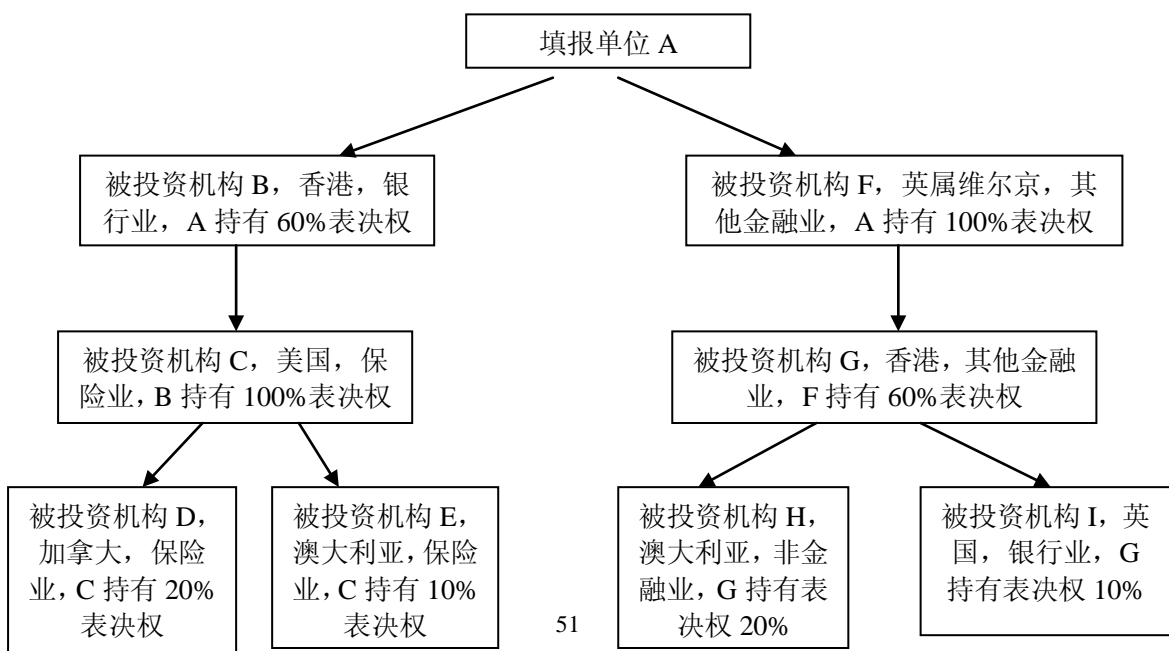 填报单位 A
被投资机构 B，香港，银
行业，A 持有 60%表决权
被投资机构 F，英属维尔京，其
他金融业，A 持有 100%表决权
被投资机构 C，美国，保
险业，B 持有 100%表决权
被投资机构 G，香港，其他金融
业，F 持有 60%表决权
被投资机构 D，
加拿大，保险
业，C 持有 20%
表决权
被投资机构 E，
澳大利亚，保险
业，C 持有 10%
表决权
被投资机构 H，
澳大利亚，非金
融业，G 持有表
决权 20%
被投资机构 I，英
国，银行业，G
持有表决权 10%
51